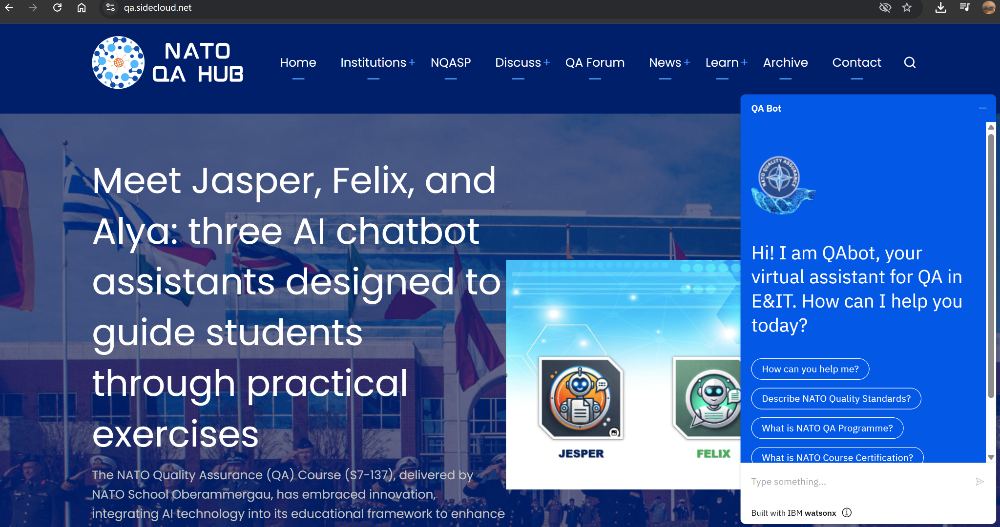 qa.sidecloud.net
NATO
QA HUB
Home Institutions+ NQASP Discuss+ QA Forum News+ Learn+ Archive Contact
Meet Jasper, Felix, and
Alya: three AI chatbot
assistants designed to
guide students
through practical
exercises
The NATO Quality Assurance (QA) Course (S7-137), delivered by
NATO School Oberammergau, has embraced innovation,
integrating AI technology into its educational framework to enhance
JESPER
FELIX
QA Bot
NATO QUALITY ASSURANCE
Hi! I am QAbot, your
virtual assistant for QA in
E&IT. How can I help you
today?
How can you help me?
Describe NATO Quality Standards?
What is NATO QA Programme?
What is NATO Course Certification?
Type something...
Built with IBM watsonx